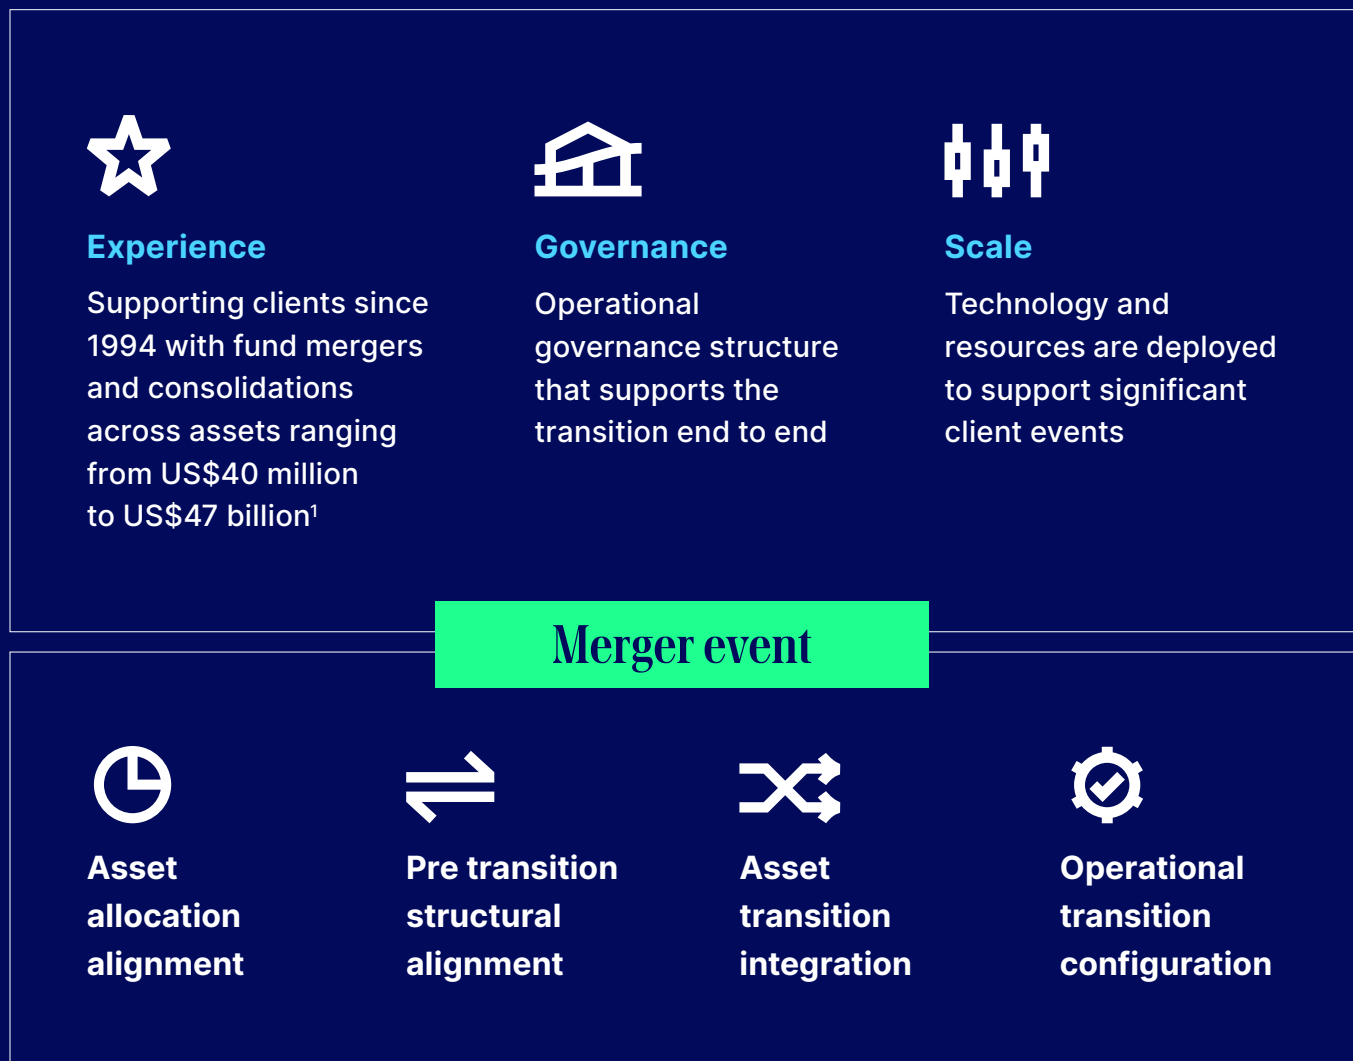 Experience
Supporting clients since
1994 with fund mergers
and consolidations
across assets ranging
from US$40 million
to US$47 billion¹
Governance
Operational
governance structure
that supports the
transition end to end
Scale
Technology and
resources are deployed
to support significant
client events
Merger event
Asset
allocation
alignment
Pre transition
structural
alignment
Asset
transition
integration
Operational
transition
configuration